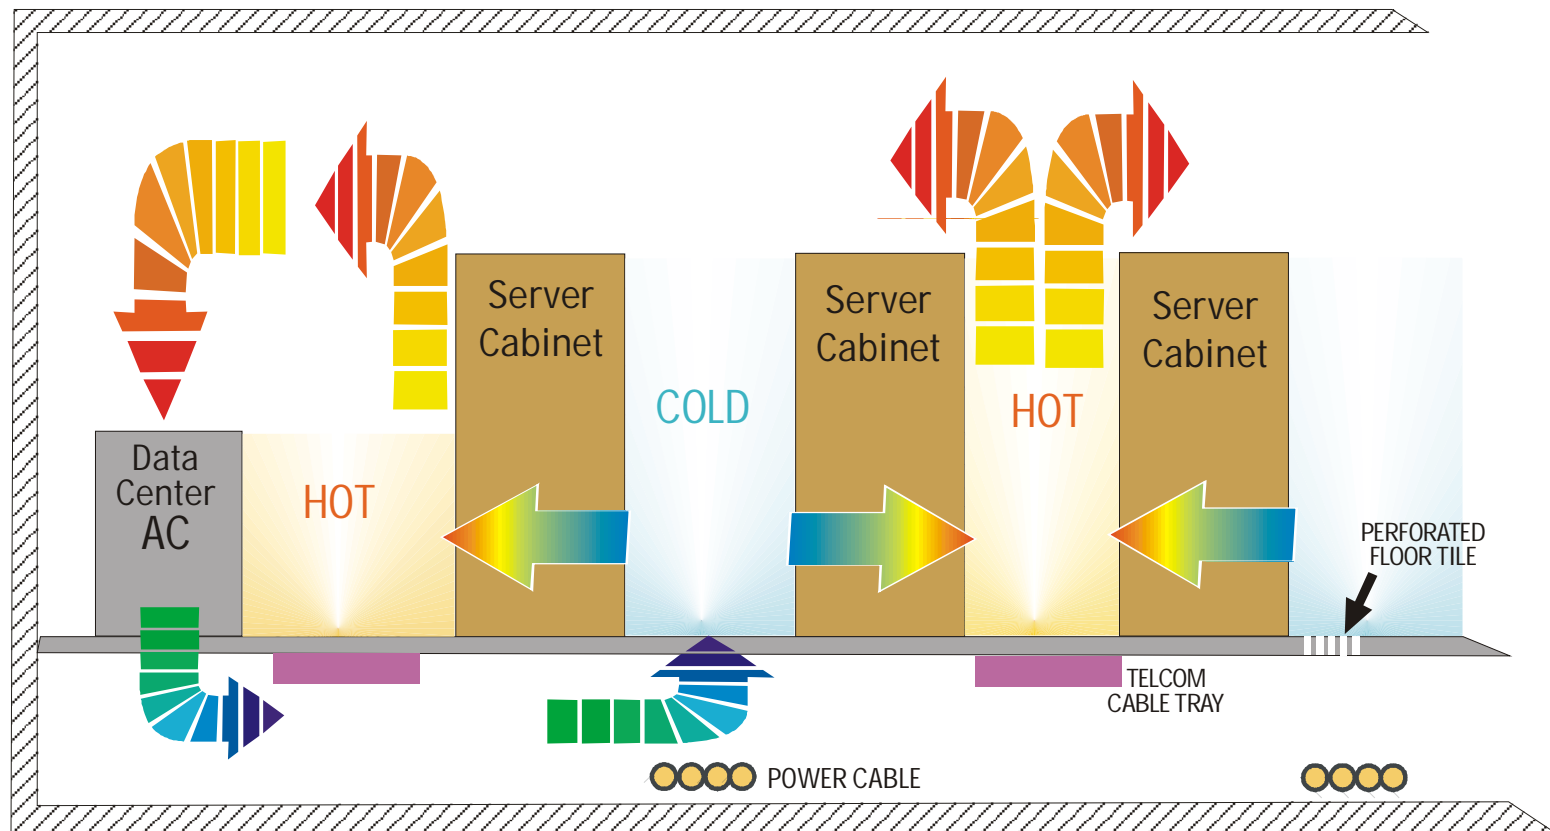 Server
Cabinet
Server
Cabinet
Server
Cabinet
COLD
HOT
Data
Center
AC
HOT
PERFORATED
FLOOR TILE
TELCOM
CABLE TRAY
POWER CABLE